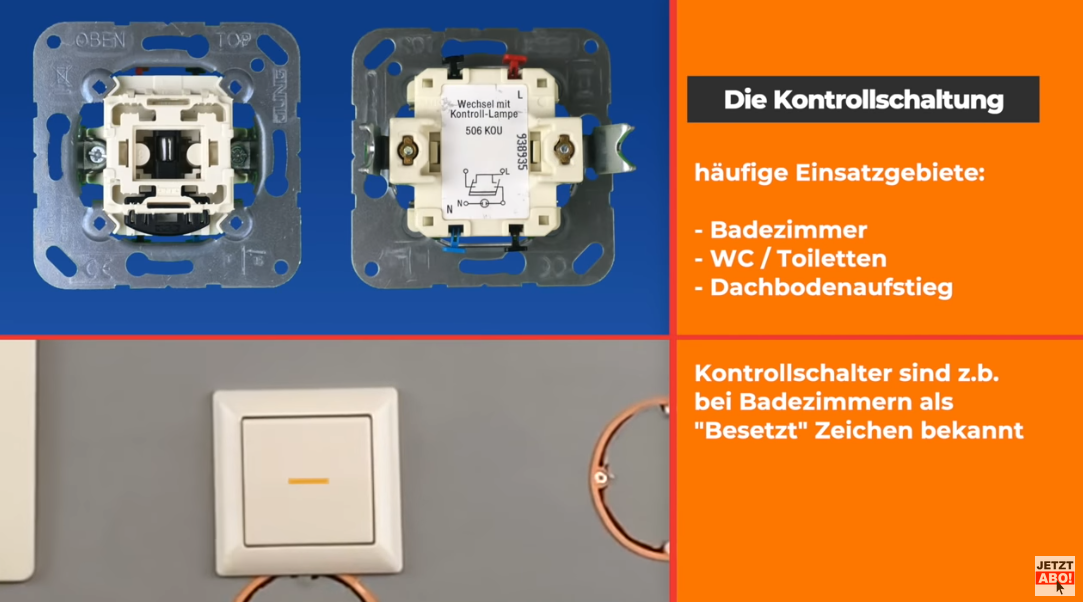 OBEN
TOP
JUNG
Wechsel mit
Kontroll-Lampe
506 KOU
938935
L
L
N
N
Die Kontrollschaltung
häufige Einsatzgebiete:
- Badezimmer
- WC / Toiletten
- Dachbodenaufstieg
Kontrollschalter sind z.b.
bei Badezimmern als
"Besetzt" Zeichen bekannt
JETZT
ABO!